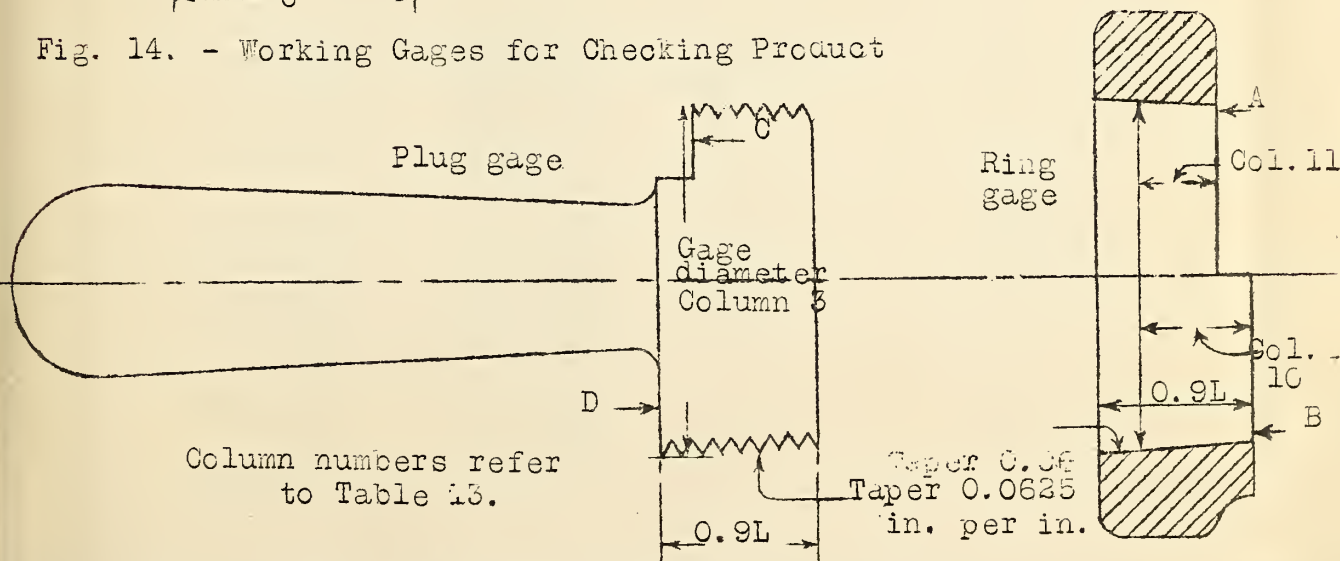 Fig. 14. - Working Gages for Checking Product
Plug gage
C
Gage
diameter
Column 3
D
Column numbers refer
to Table 13.
0.9L
Taper 0.0625
in. per in.
Ring
gage
A
Col.11
Col.
10
0.9L
B